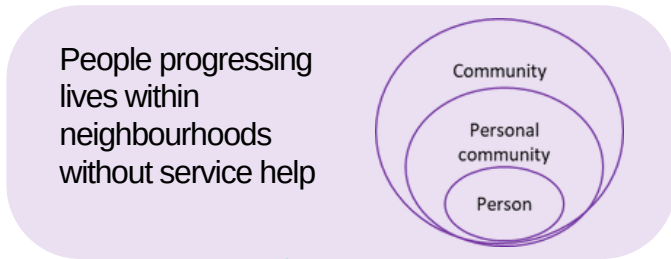 People progressing
lives within
neighbourhoods
without service help
Community
Personal
community
Person